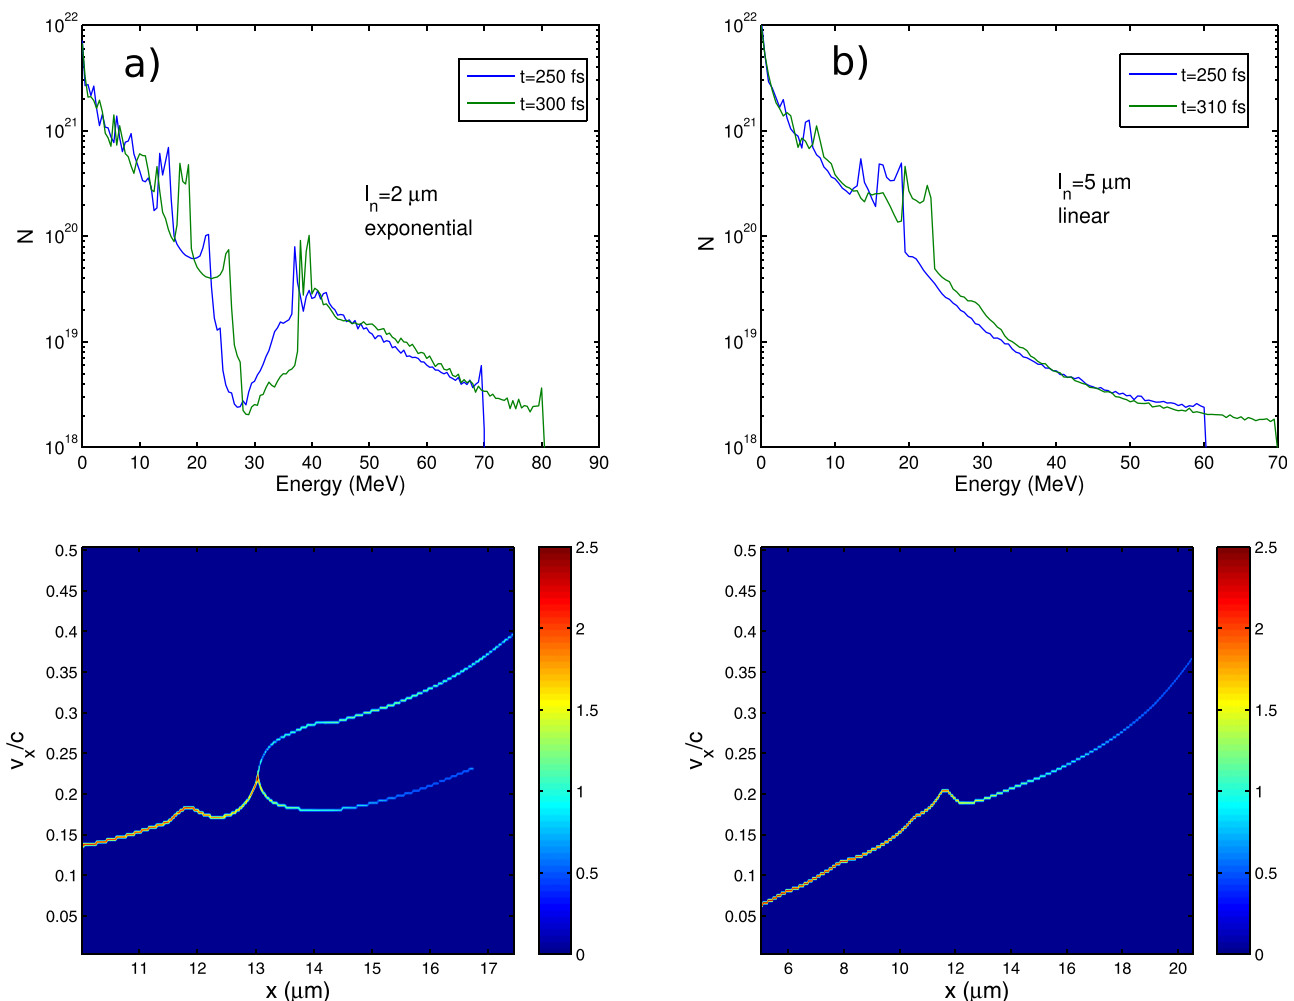 a)
t=250 fs
t=300 fs
I_n=2 μm
exponential
N
10^22
10^21
10^20
10^19
10^18
0 10 20 30 40 50 60 70 80 90
Energy (MeV)
b)
t=250 fs
t=310 fs
I_n=5 μm
linear
N
10^22
10^21
10^20
10^19
10^18
0 10 20 30 40 50 60 70
Energy (MeV)
v_x/c
0.5
0.45
0.4
0.35
0.3
0.25
0.2
0.15
0.1
0.05
11 12 13 14 15 16 17
x (μm)
2.5
2
1.5
1
0.5
0
v_x/c
0.5
0.45
0.4
0.35
0.3
0.25
0.2
0.15
0.1
0.05
6 8 10 12 14 16 18 20
x (μm)
2.5
2
1.5
1
0.5
0